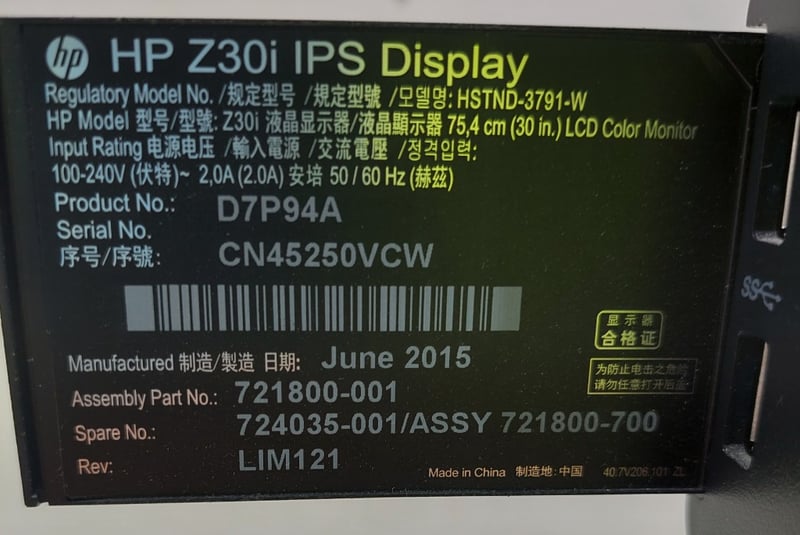 hp HP Z30i IPS Display
Regulatory Model No. /规定型号 /規定型號 /모델명: HSTND-3791-W
HP Model 型号/型號: Z30i 液晶显示器/液晶顯示器 75,4 cm (30 in.) LCD Color Monitor
Input Rating 电源电压 /輸入電源 /交流電壓 /정격입력:
100-240V (伏特)~ 2,0A (2.0A) 安培 50 / 60 Hz (赫茲)
Product No.: D7P94A
Serial No.
序号/序號: CN45250VCW
Manufactured 制造/製造 日期: June 2015
Assembly Part No.: 721800-001
Spare No.: 724035-001/ASSY 721800-700
Rev: LIM121
显示器
合格证
为防止电击之危险
请勿任意打开后盖
Made in China 制造地: 中国 40.7V206.101 ZL